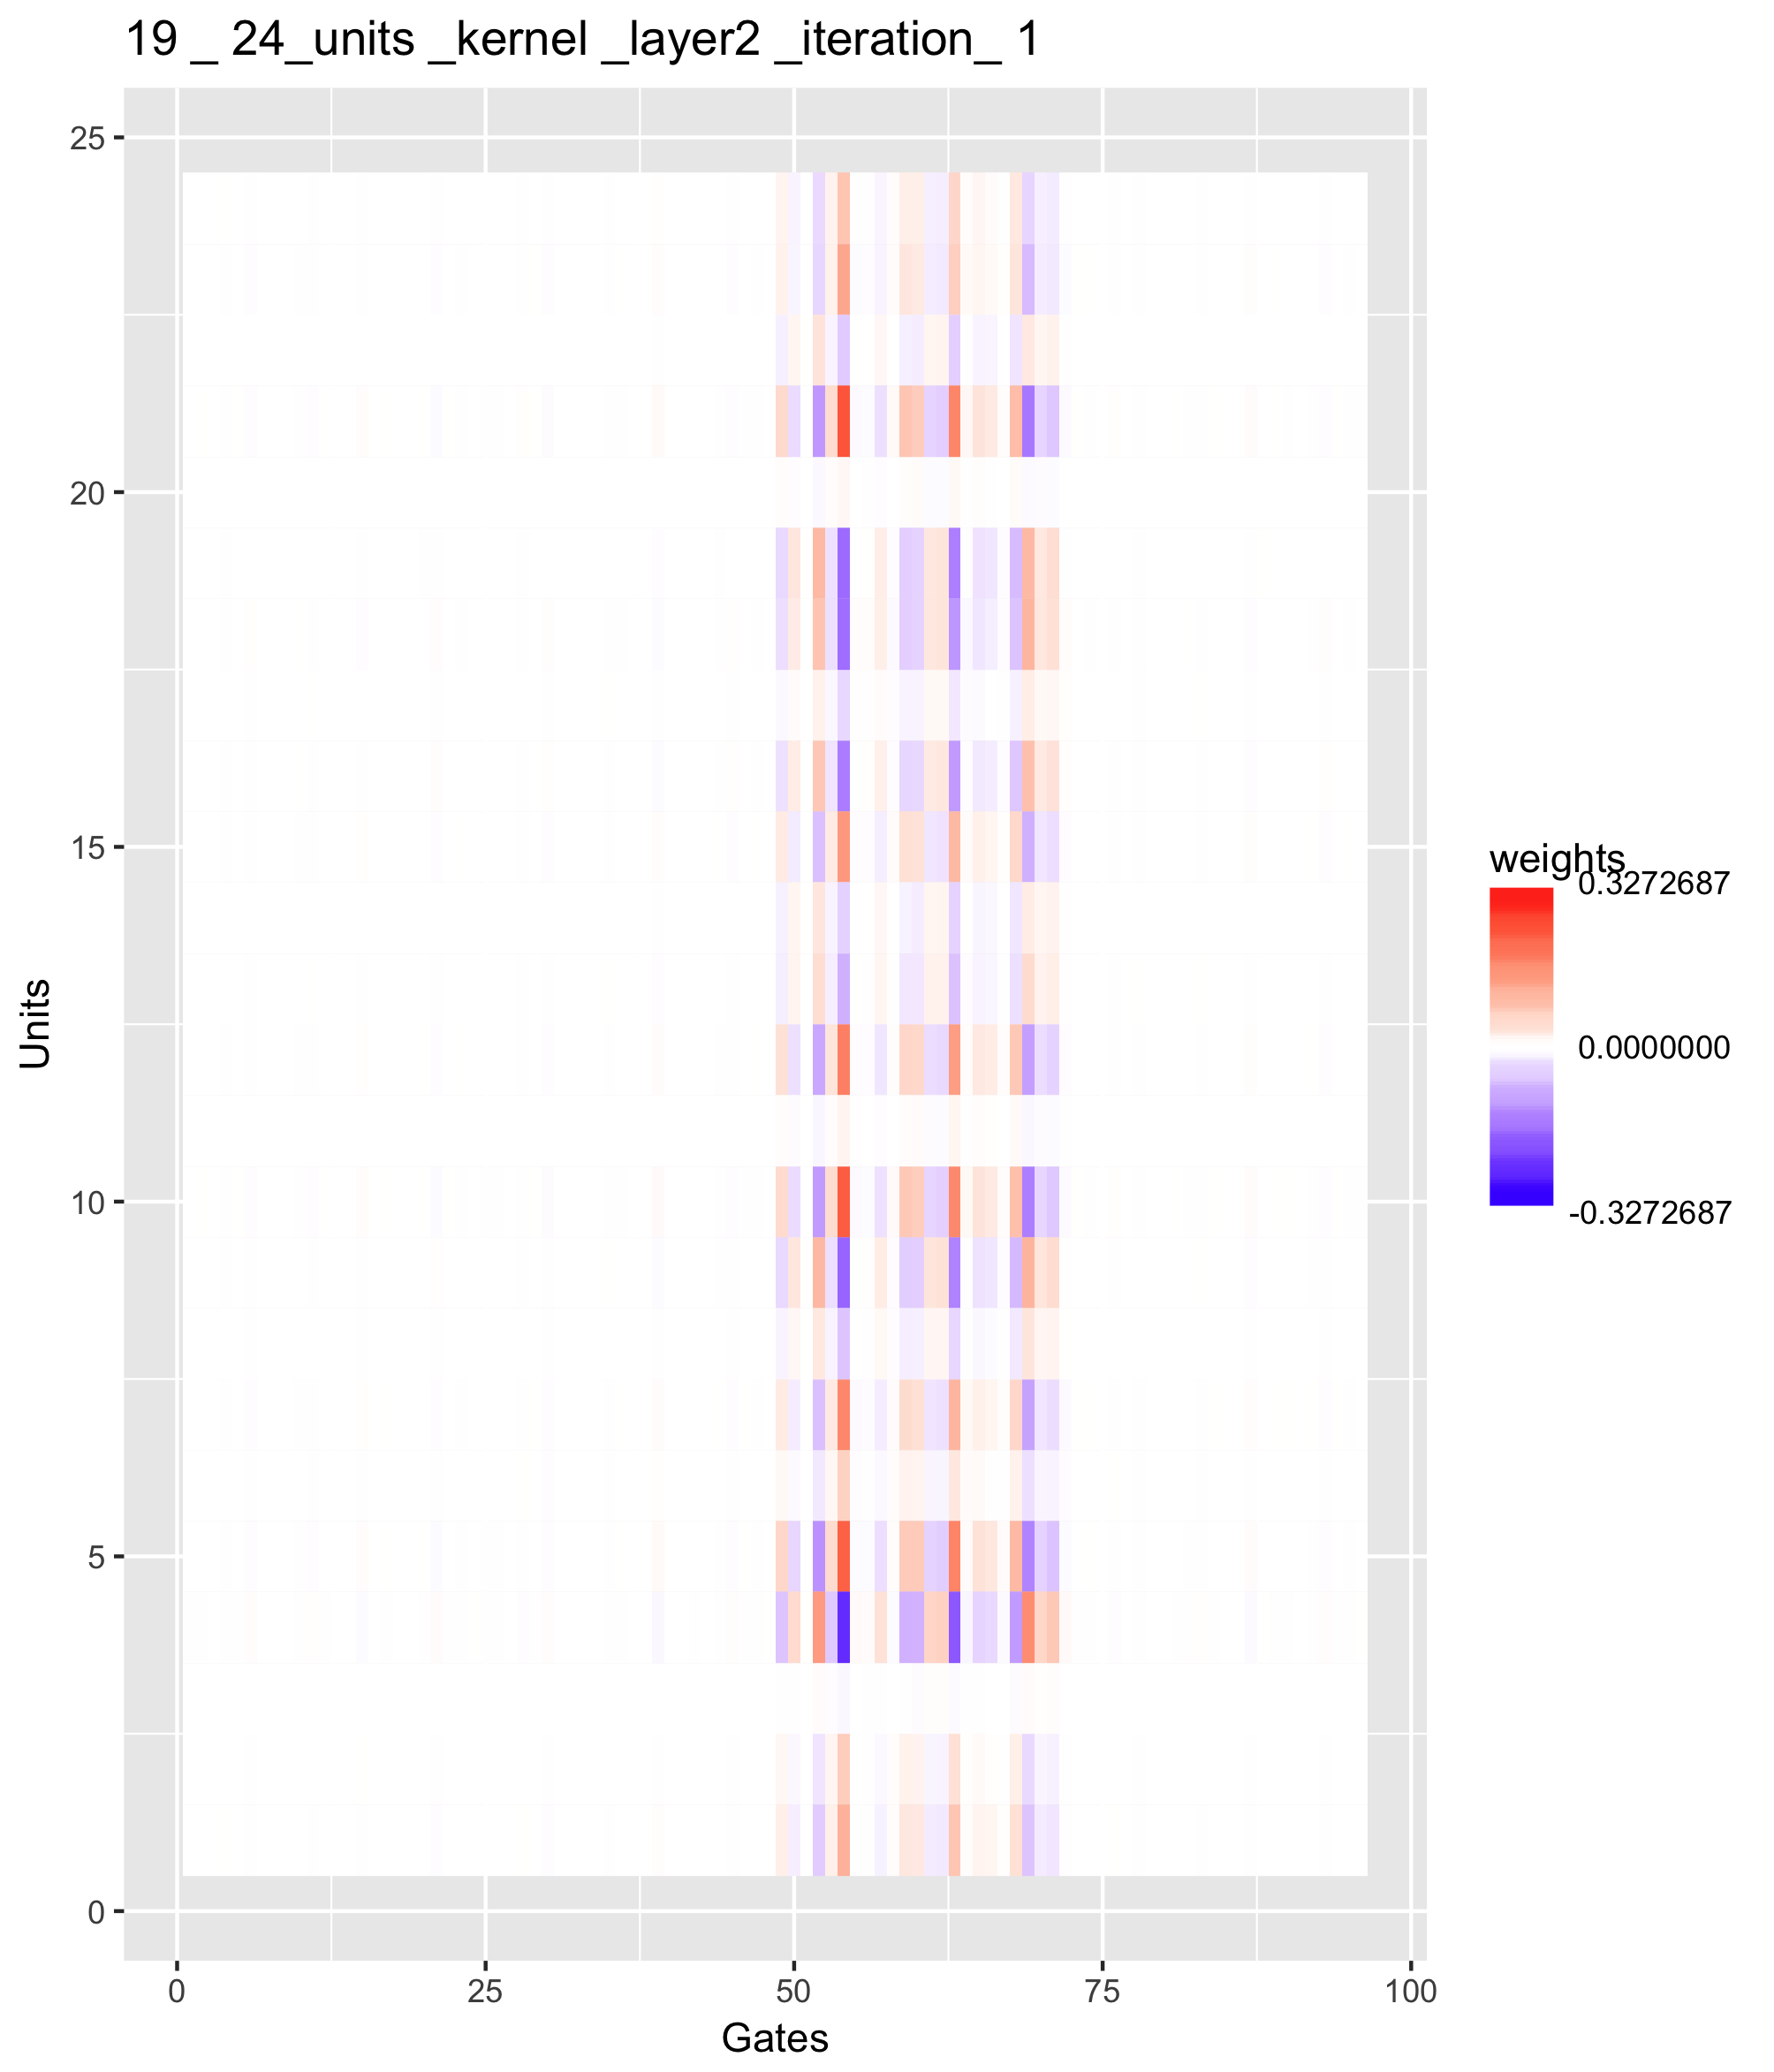 19 _ 24_units _kernel _layer2 _iteration_ 1
25
20
15
10
5
0
Units
0 25 50 75 100
Gates
weights
0.3272687
0.0000000
-0.3272687